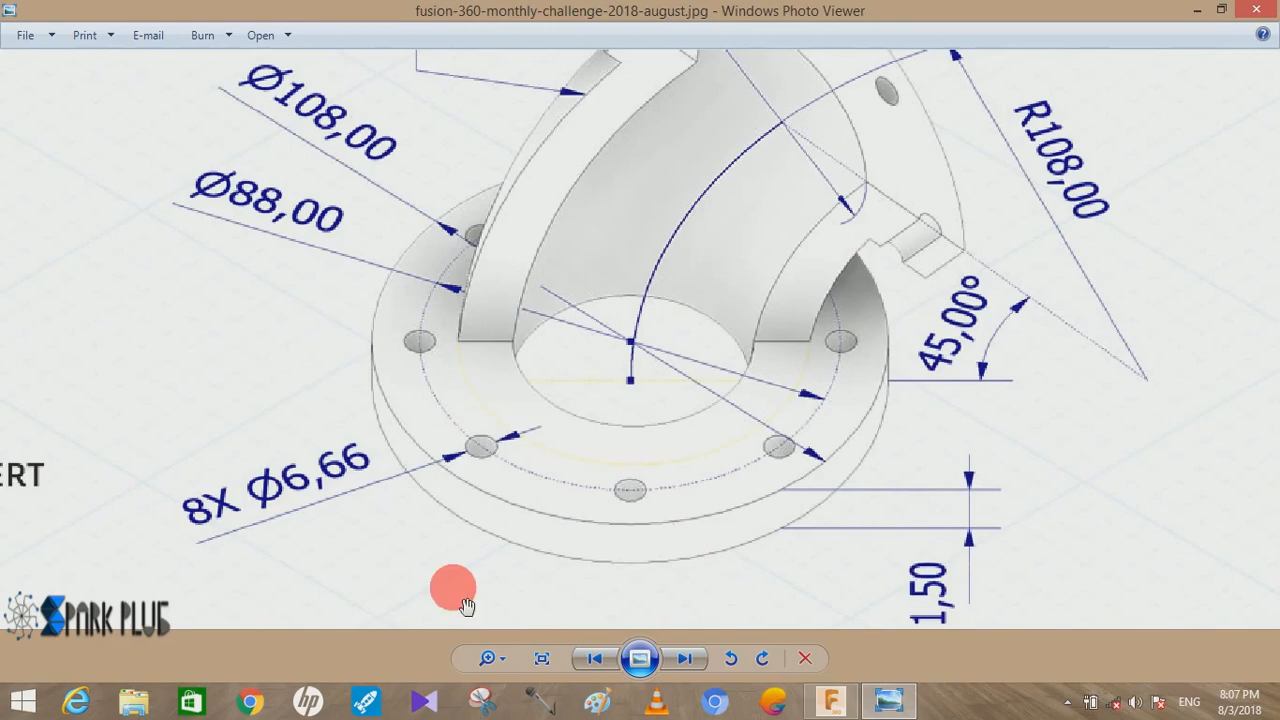 fusion-360-monthly-challenge-2018-august.jpg - Windows Photo Viewer
File Print E-mail Burn Open
Ø108,00
R108,00
Ø88,00
45,00°
ERT
8X Ø6,66
1,50
SPARK PLUG
ENG
8:07 PM
8/3/2018